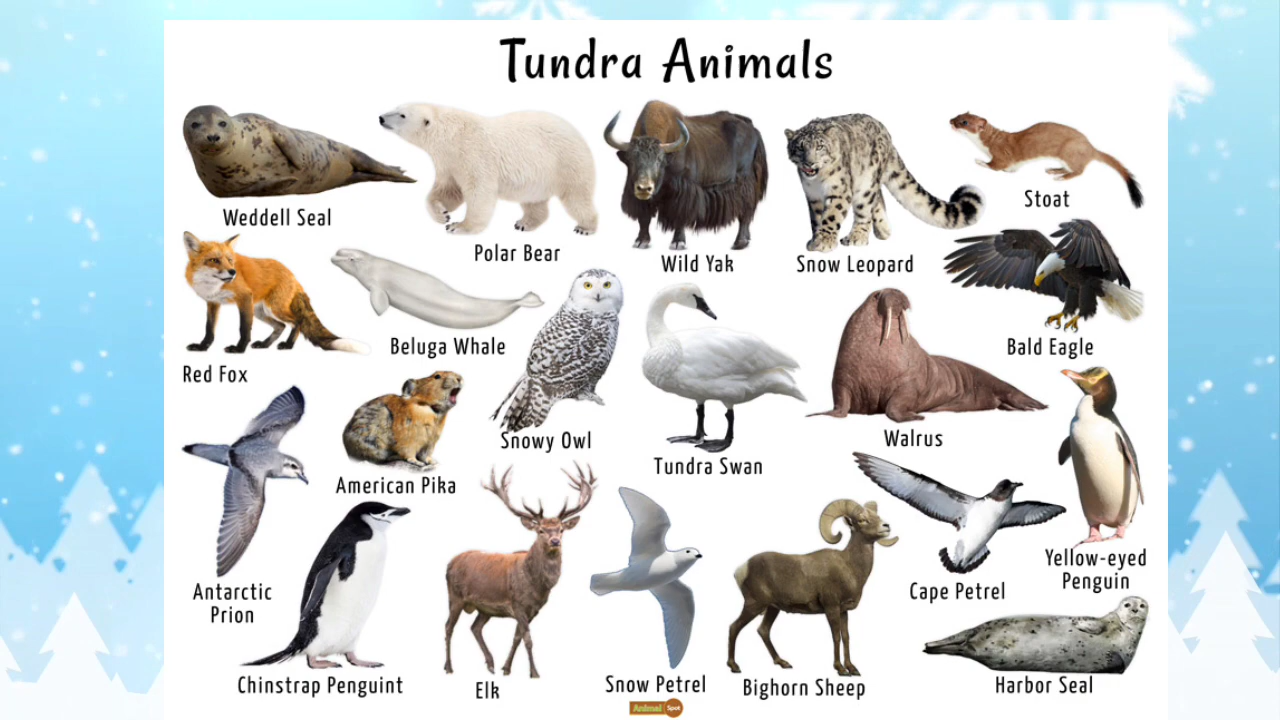 Tundra Animals
Weddell Seal
Polar Bear
Wild Yak
Snow Leopard
Stoat
Red Fox
Beluga Whale
Snowy Owl
Tundra Swan
Walrus
Bald Eagle
Antarctic
Prion
American Pika
Cape Petrel
Yellow-eyed
Penguin
Chinstrap Penguint
Elk
Snow Petrel
Bighorn Sheep
Harbor Seal
Animal Spot